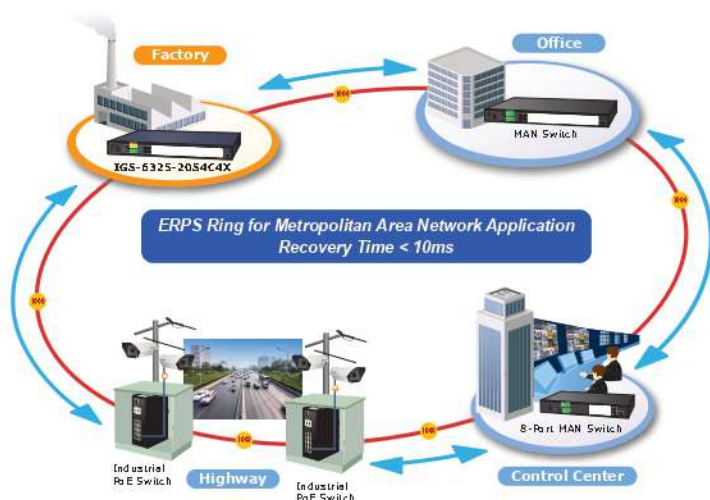 Factory
Office
IGS-6325-20S4C4X
MAN Switch
ERPS Ring for Metropolitan Area Network Application
Recovery Time < 10ms
8-Port MAN Switch
Industrial
PoE Switch
Highway
Industrial
PoE Switch
Control Center